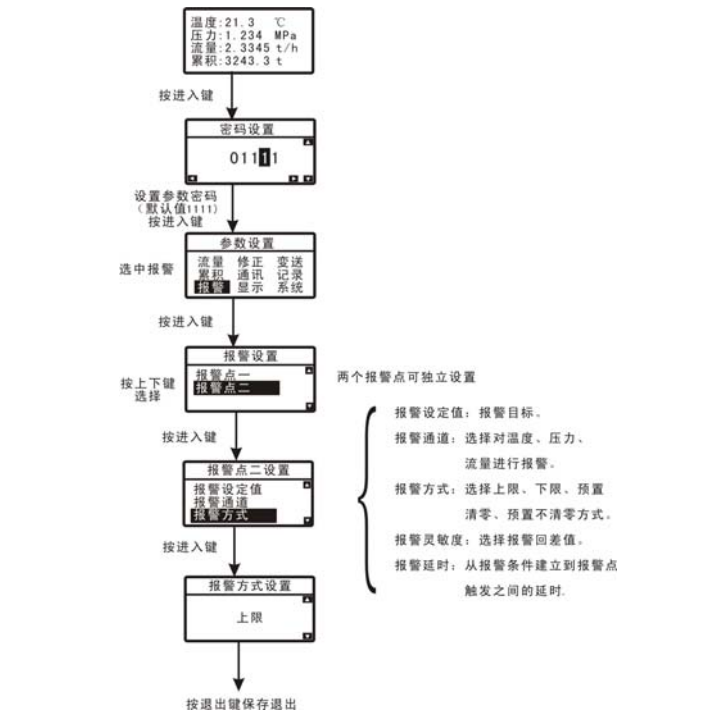 温度:21.3 ℃
压力:1.234 MPa
流量:2.3345 t/h
累积:3243.3 t
按进入键
密码设置
01111
设置参数密码
(默认值1111)
按进入键
参数设置
流量 修正 变送
累积 通讯 记录
报警 显示 系统
选中报警
按进入键
报警设置
报警点一
报警点二
按上下键
选择
按进入键
报警点二设置
报警设定值
报警通道
报警方式
按进入键
报警方式设置
上限
按退出键保存退出
两个报警点可独立设置
报警设定值：报警目标。
报警通道：选择对温度、压力、
流量进行报警。
报警方式：选择上限、下限、预置
清零、预置不清零方式。
报警灵敏度：选择报警回差值。
报警延时：从报警条件建立到报警点
触发之间的延时.